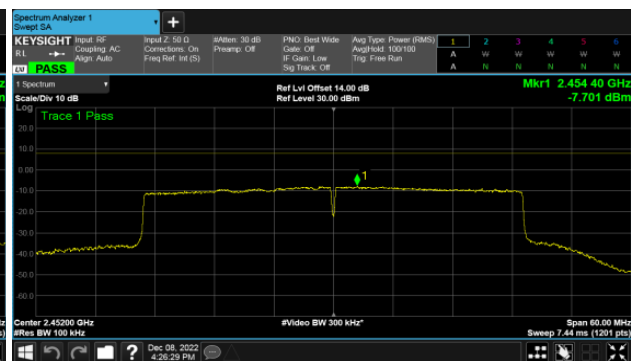 Spectrum Analyzer 1
Swept SA
+
KEYSIGHT Input: RF Input Z: 50 Ω #Atten: 30 dB PNO: Best Wide Avg Type: Power (RMS) 1 2 3 4 5 6
R L Coupling: AC Corrections: On Preamp: Off Gate: Off Avg|Hold: 100/100 A W W W W W
Align: Auto Freq Ref: Int (S) IF Gain: Low Trig: Free Run
LXI PASS Sig Track: Off A N N N N N
1 Spectrum Ref Lvl Offset 14.00 dB Mkr1 2.454 40 GHz
Scale/Div 10 dB Ref Level 30.00 dBm -7.701 dBm
Log
Trace 1 Pass
20.0
10.0
0.00
1
-10.0
-20.0
-30.0
-40.0
-50.0
-60.0
Center 2.45200 GHz #Video BW 300 kHz* Span 60.00 MHz
#Res BW 100 kHz Sweep 7.44 ms (1201 pts)
? Dec 08, 2022
4:26:29 PM